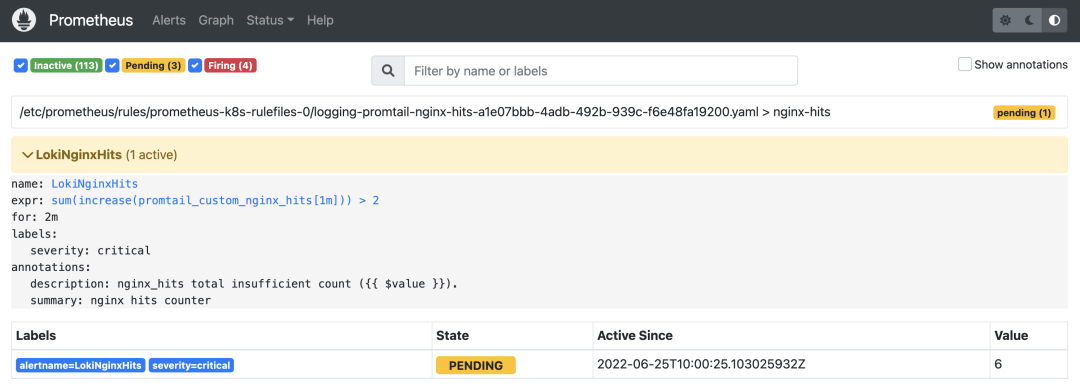 Prometheus Alerts Graph Status Help
Inactive (113) Pending (3) Firing (4) Filter by name or labels Show annotations
/etc/prometheus/rules/prometheus-k8s-rulefiles-0/logging-promtail-nginx-hits-a1e07bbb-4adb-492b-939c-f6e48fa19200.yaml > nginx-hits pending (1)
LokiNginxHits (1 active)
name: LokiNginxHits
expr: sum(increase(promtail_custom_nginx_hits[1m])) > 2
for: 2m
labels:
severity: critical
annotations:
description: nginx_hits total insufficient count ({{ $value }}).
summary: nginx hits counter
Labels State Active Since Value
alertname=LokiNginxHits severity=critical PENDING 2022-06-25T10:00:25.103025932Z 6